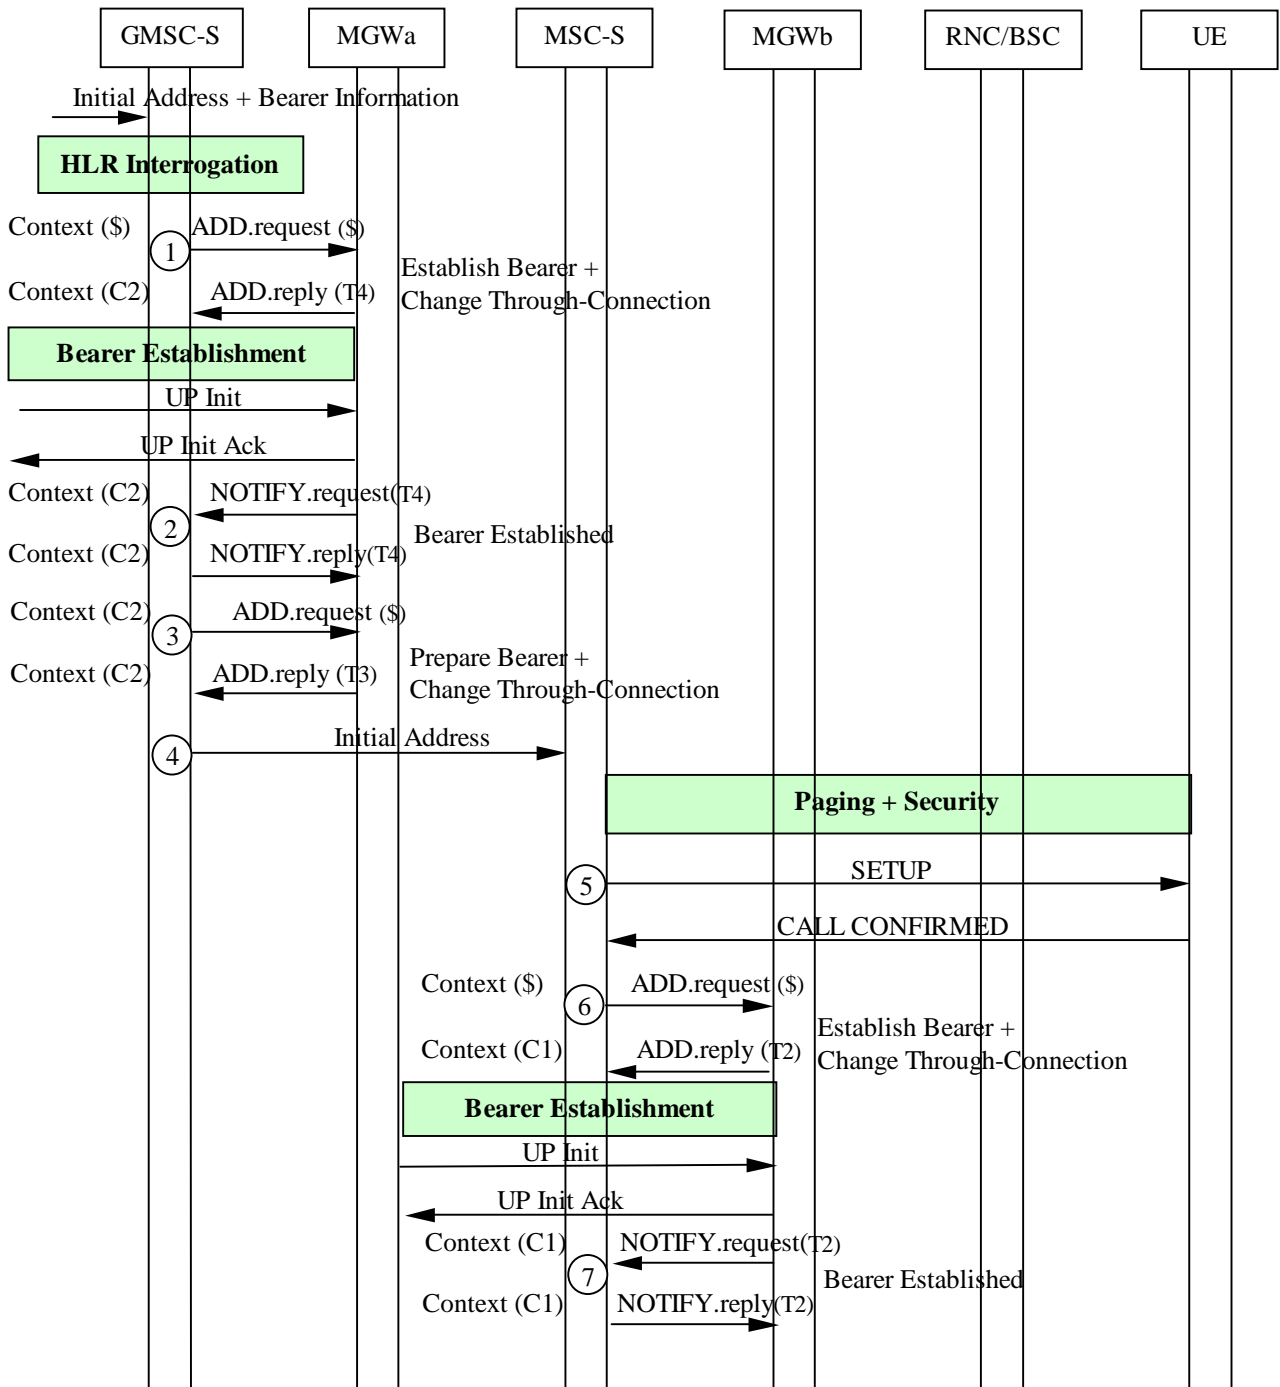 GMSC-S MGWa MSC-S MGWb RNC/BSC UE
Initial Address + Bearer Information
HLR Interrogation
Context ($) ADD.request ($)
1
Establish Bearer +
Change Through-Connection
Context (C2) ADD.reply (T4)
Bearer Establishment
UP Init
UP Init Ack
Context (C2) NOTIFY.request(T4)
2
Bearer Established
Context (C2) NOTIFY.reply(T4)
Context (C2) ADD.request ($)
3
Prepare Bearer +
Change Through-Connection
Context (C2) ADD.reply (T3)
Initial Address
4
Paging + Security
SETUP
5
CALL CONFIRMED
Context ($) ADD.request ($)
6
Establish Bearer +
Change Through-Connection
Context (C1) ADD.reply (T2)
Bearer Establishment
UP Init
UP Init Ack
Context (C1) NOTIFY.request(T2)
7
Bearer Established
Context (C1) NOTIFY.reply(T2)